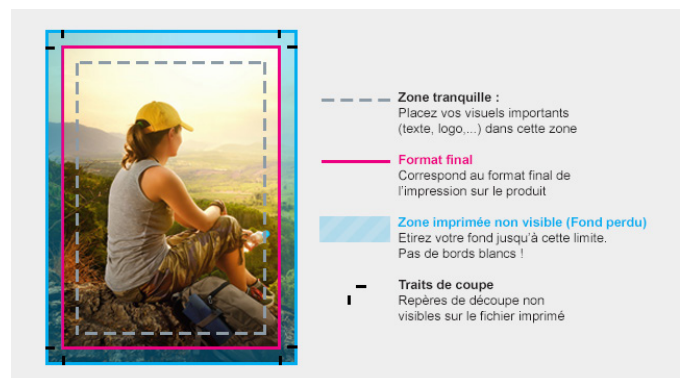 Zone tranquille :
Placez vos visuels importants
(texte, logo,...) dans cette zone
Format final
Correspond au format final de
l'impression sur le produit
Zone imprimée non visible (Fond perdu)
Etirez votre fond jusqu'à cette limite.
Pas de bords blancs !
Traits de coupe
Repères de découpe non
visibles sur le fichier imprimé